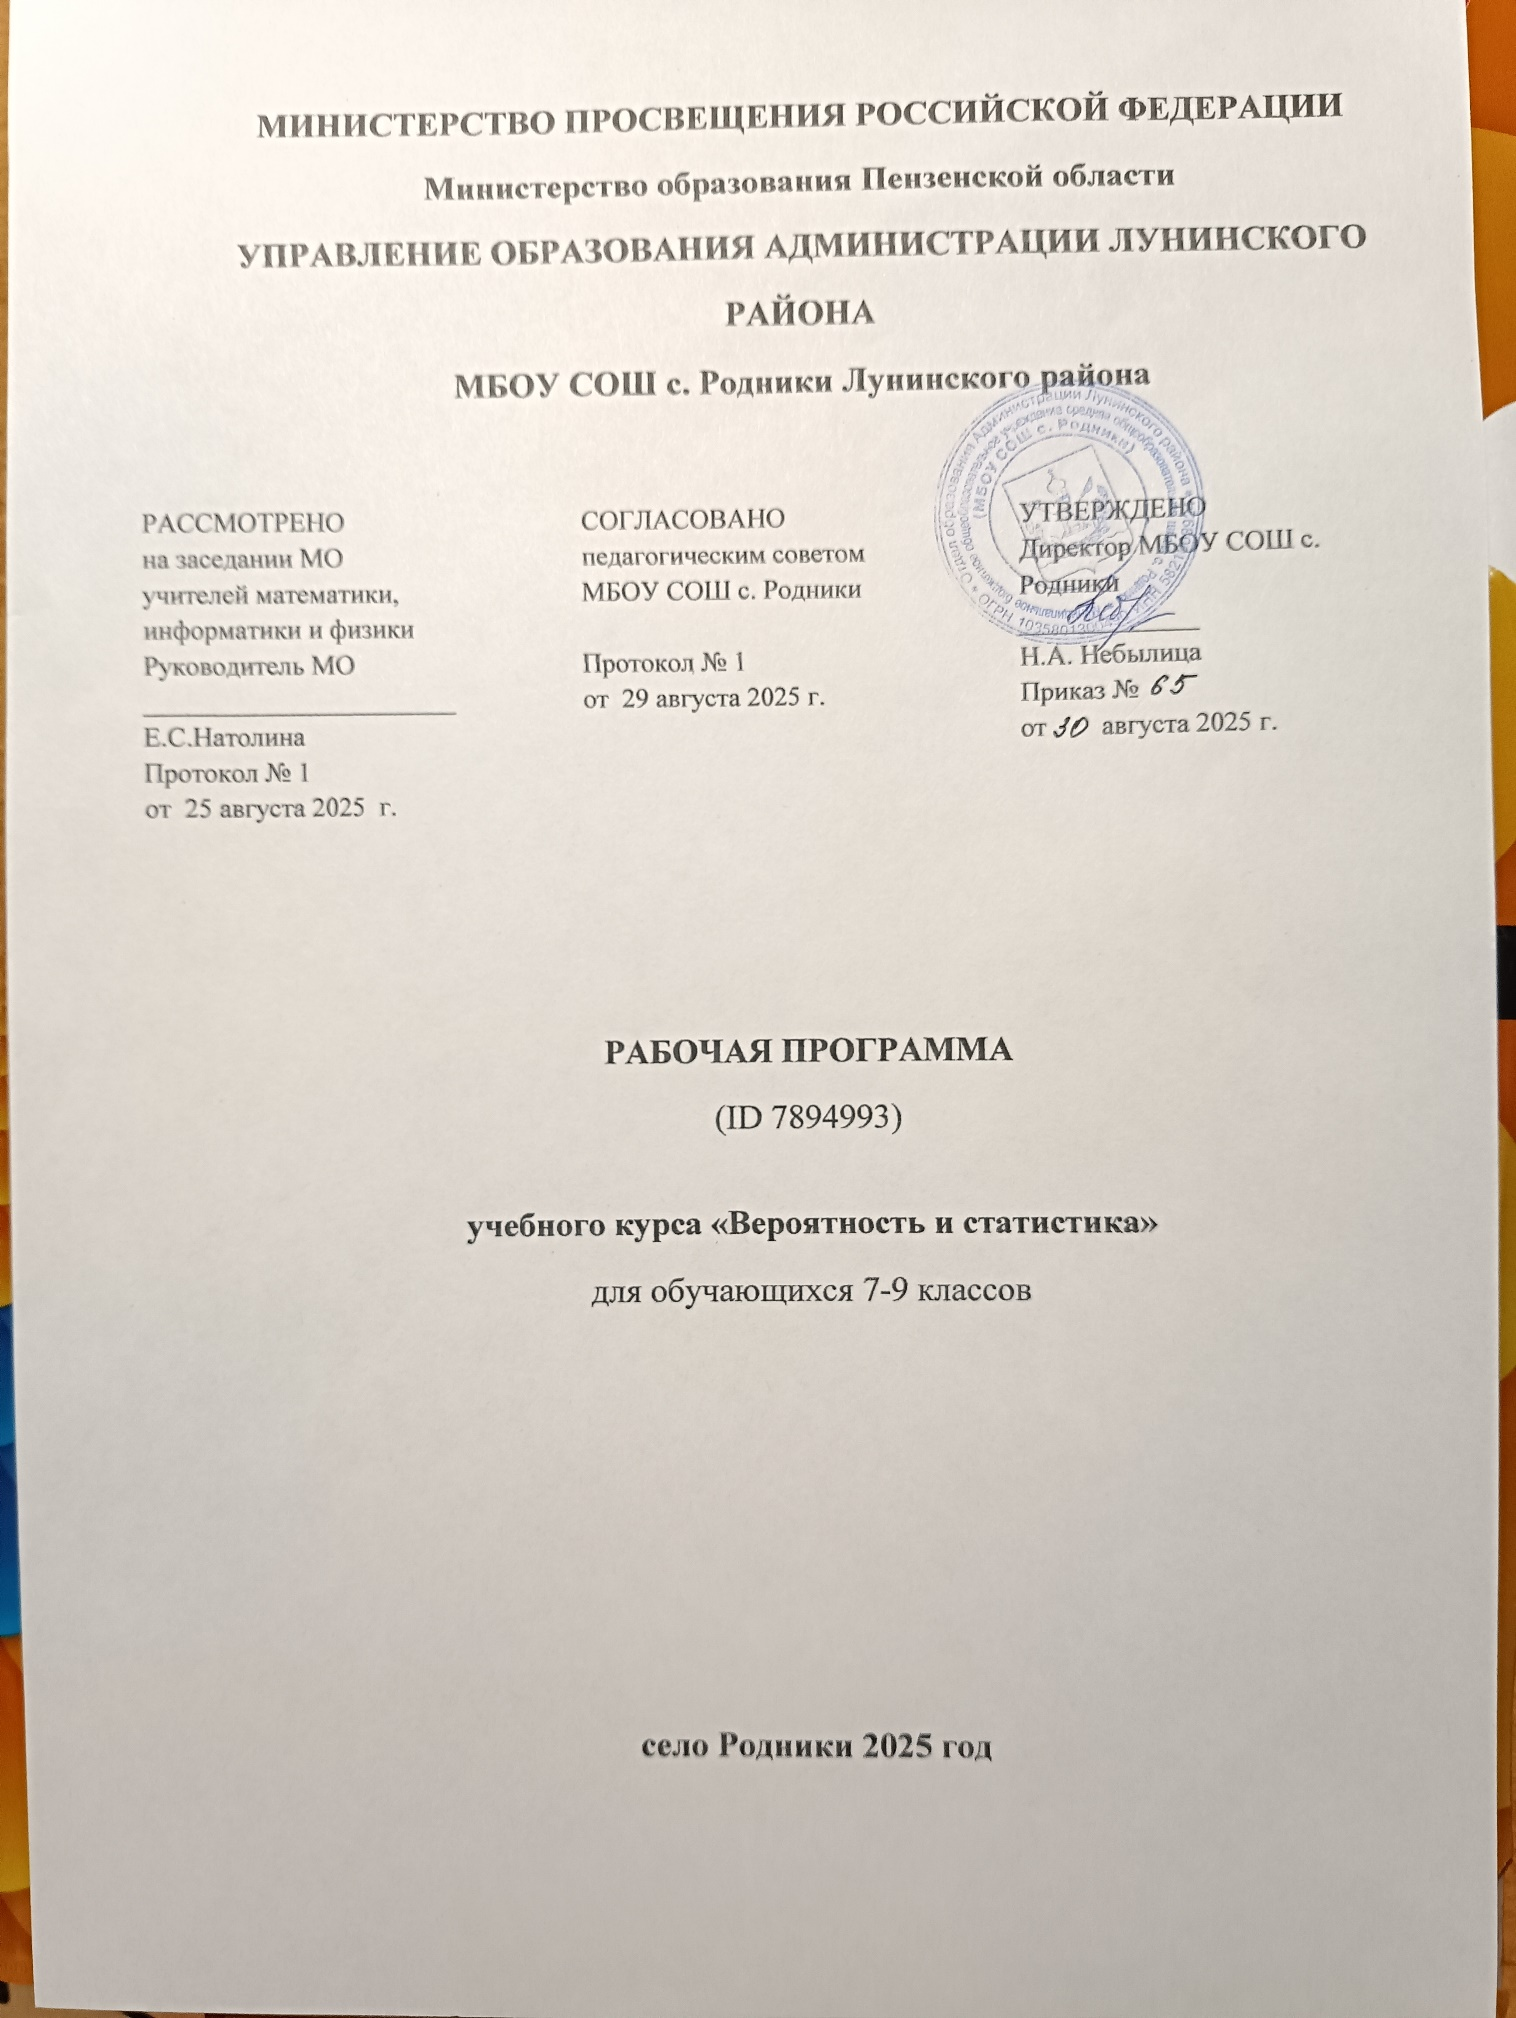 МИНИСТЕРСТВО ПРОСВЕЩЕНИЯ РОССИЙСКОЙ ФЕДЕРАЦИИ
Министерство образования Пензенской области
УПРАВЛЕНИЕ ОБРАЗОВАНИЯ АДМИНИСТРАЦИИ ЛУНИНСКОГО
РАЙОНА
МБОУ СОШ с. Родники Лунинского района
РАССМОТРЕНО
на заседании МО
учителей математики,
информатики и физики
Руководитель МО
Е.С.Натолина
Протокол № 1
от 25 августа 2025 г.
СОГЛАСОВАНО
педагогическим советом
МБОУ СОШ с. Родники
Протокол № 1
от 29 августа 2025 г.
УТВЕРЖДЕНО
Директор МБОУ СОШ с.
Родники
Н.А. Небылица
Приказ № 65
от 30 августа 2025 г.
(МБОУ СОШ с. Родники)
РАБОЧАЯ ПРОГРАММА
(ID 7894993)
учебного курса «Вероятность и статистика»
для обучающихся 7-9 классов
село Родники 2025 год